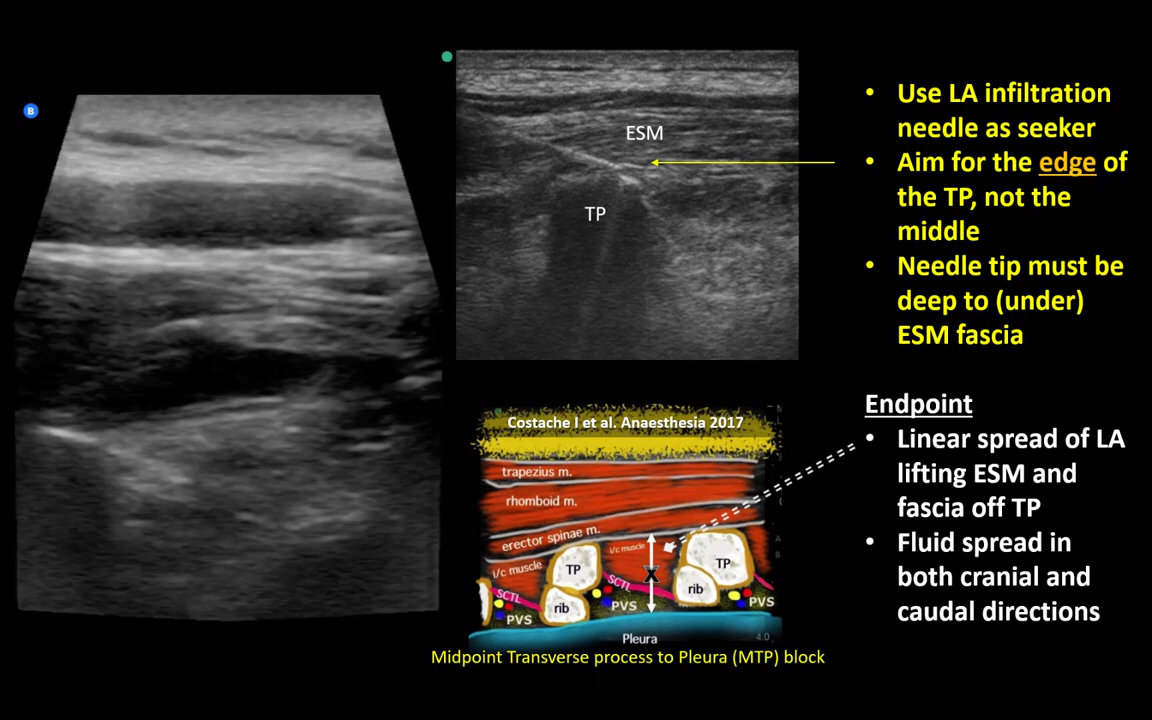 B
ESM
TP
• Use LA infiltration
needle as seeker
• Aim for the edge of
the TP, not the
middle
• Needle tip must be
deep to (under)
ESM fascia
Endpoint
• Linear spread of LA
lifting ESM and
fascia off TP
• Fluid spread in
both cranial and
caudal directions
Costache I et al. Anaesthesia 2017
trapezius m.
rhomboid m.
erector spinae m.
i/c muscle
i/c muscle
TP
TP
SCTL
SCTL
rib
rib
PVS
PVS
PVS
X
Pleura
4.0
Midpoint Transverse process to Pleura (MTP) block